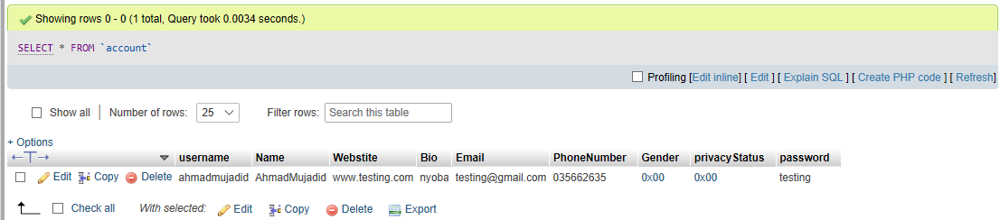 Showing rows 0 - 0 (1 total, Query took 0.0034 seconds.)
SELECT * FROM `account`
Profiling [Edit inline] [ Edit ] [ Explain SQL ] [ Create PHP code ] [ Refresh]
Show all | Number of rows: 25 Filter rows: Search this table
+ Options
←T→ username Name Webstite Bio Email PhoneNumber Gender privacyStatus password
Edit Copy Delete ahmadmujadid AhmadMujadid www.testing.com nyoba testing@gmail.com 035662635 0x00 0x00 testing
Check all With selected: Edit Copy Delete Export